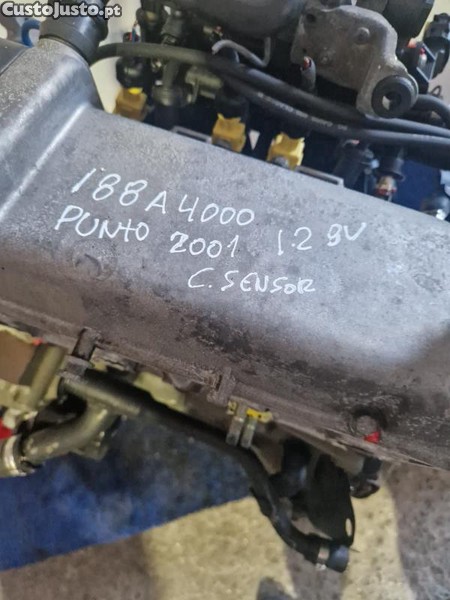 CustoJusto.pt
188A4000
PUNTO 2001 1.2 8V
C. SENSOR